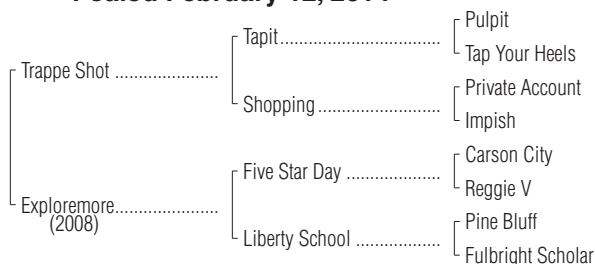 Foaled February 12, 2014
Pulpit
Tapit
Tap Your Heels
Trappe Shot
Private Account
Shopping
Impish
Carson City
Five Star Day
Reggie V
Exploremore
(2008)
Pine Bluff
Liberty School
Fulbright Scholar